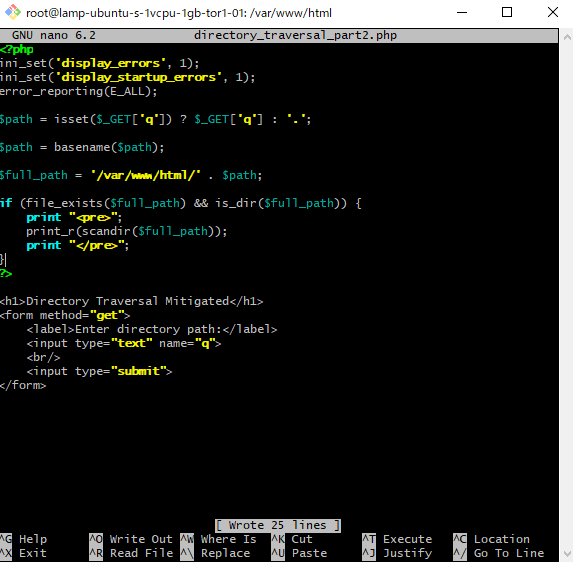 root@lamp-ubuntu-s-1vcpu-1gb-tor1-01: /var/www/html
GNU nano 6.2 directory_traversal_part2.php
<?php
ini_set('display_errors', 1);
ini_set('display_startup_errors', 1);
error_reporting(E_ALL);

$path = isset($_GET['q']) ? $_GET['q'] : '.';

$path = basename($path);

$full_path = '/var/www/html/' . $path;

if (file_exists($full_path) && is_dir($full_path)) {
    print "<pre>";
    print_r(scandir($full_path));
    print "</pre>";
}
?>

<h1>Directory Traversal Mitigated</h1>
<form method="get">
    <label>Enter directory path:</label>
    <input type="text" name="q">
    <br/>
    <input type="submit">
</form>

[ Wrote 25 lines ]
^G Help ^O Write Out ^W Where Is ^K Cut ^T Execute ^C Location
^X Exit ^R Read File ^\ Replace ^U Paste ^J Justify ^/ Go To Line